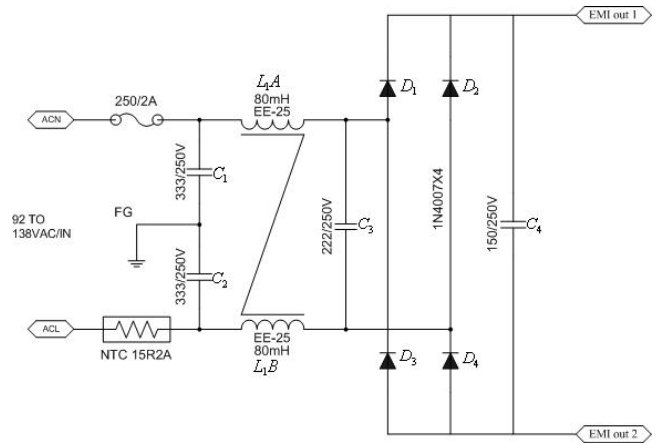 EMI out 1
L₁A
80mH
EE-25
D₁
D₂
250/2A
ACN
333/250V
C₁
FG
92 TO
138VAC/IN
222/250V
C₃
1N4007X4
150/250V
C₄
333/250V
C₂
ACL
NTC 15R2A
EE-25
80mH
L₁B
D₃
D₄
EMI out 2